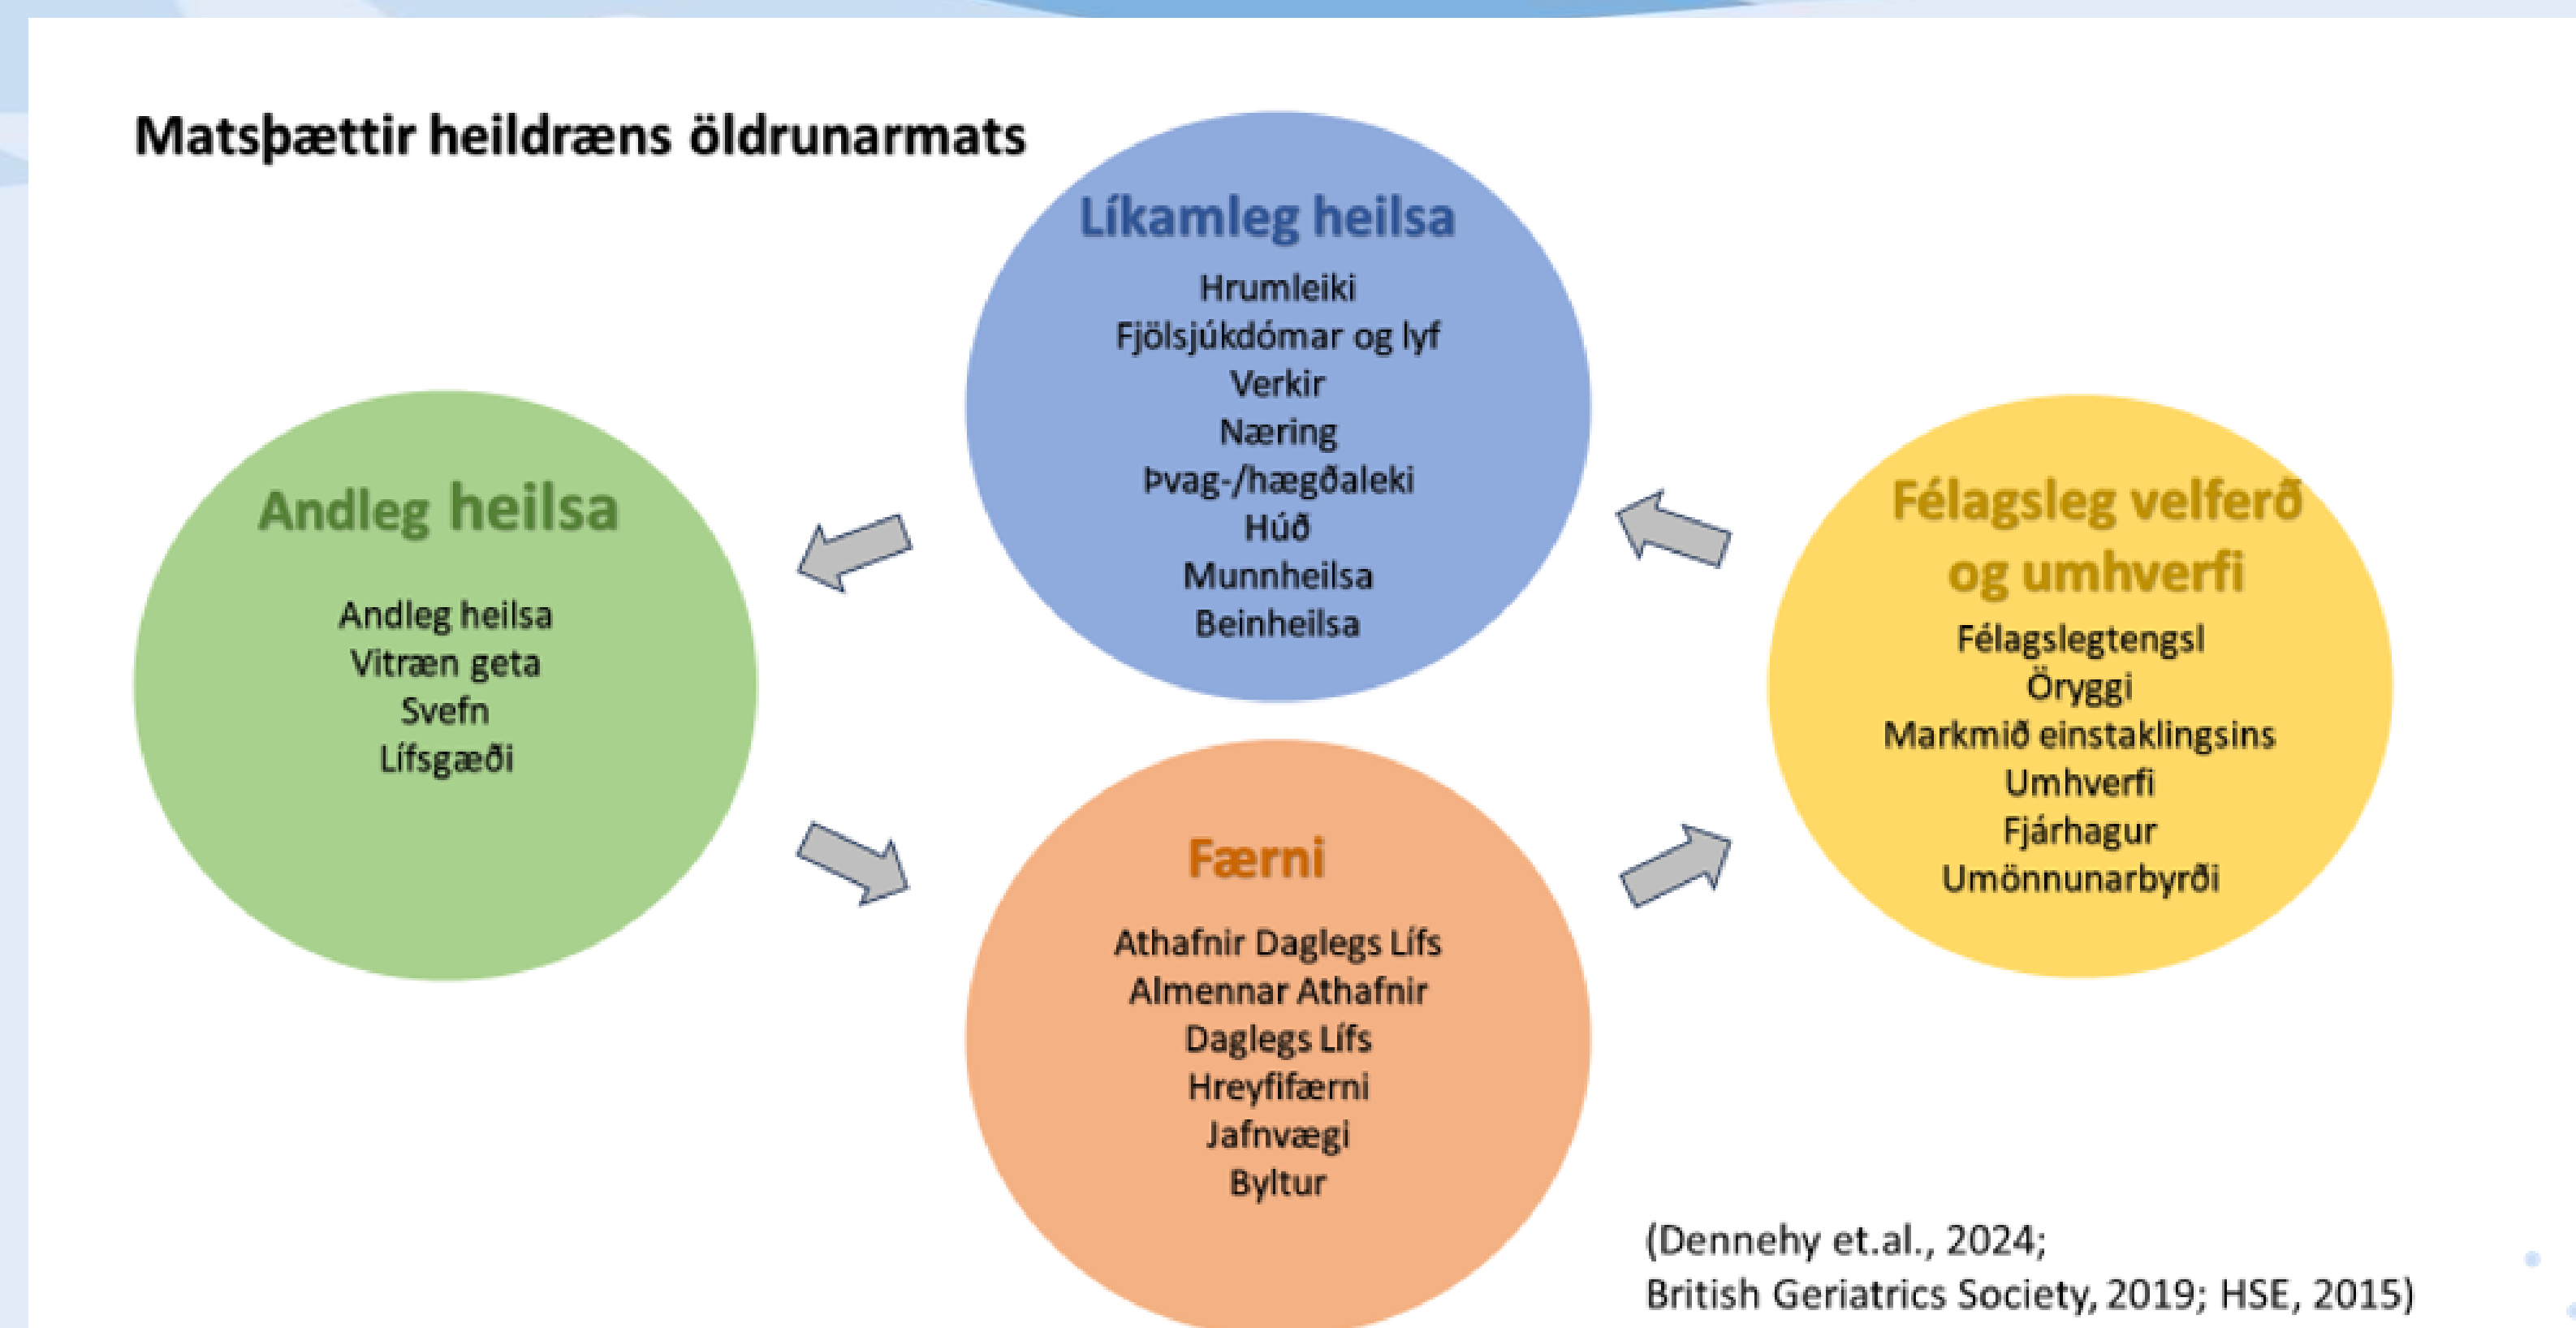 Matsþættir heildræns öldrunarmats
Líkamleg heilsa
Hrumleiki
Fjölsjúkdómar og lyf
Verkir
Næring
Þvag-/hægðaleki
Húð
Munnheilsa
Beinheilsa
Andleg heilsa
Andleg heilsa
Vitræn geta
Svefn
Lífsgæði
Færni
Athafnir Daglegs Lífs
Almennar Athafnir
Daglegs Lífs
Hreyfifærni
Jafnvægi
Byltur
Félagsleg velferð
og umhverfi
Félagslegtengsl
Öryggi
Markmið einstaklingsins
Umhverfi
Fjárhagur
Umönnunarbyrði
(Dennehy et.al., 2024;
British Geriatrics Society, 2019; HSE, 2015)